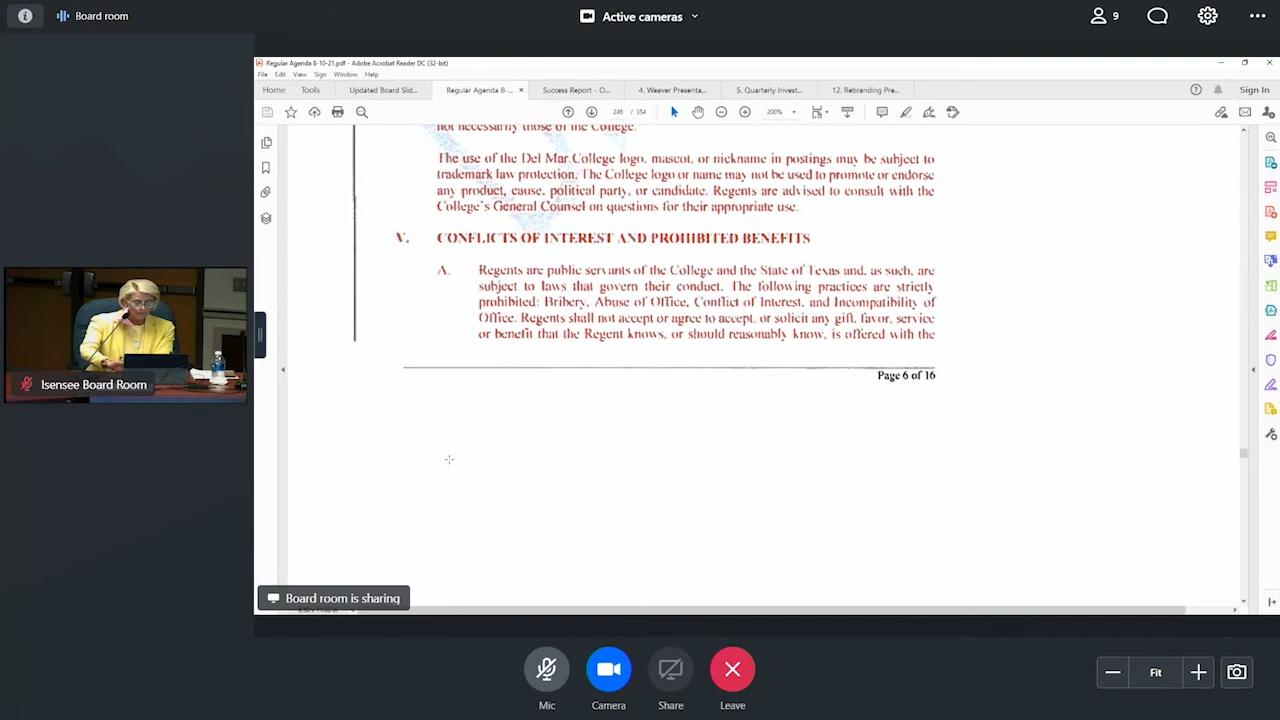 Board room
Active cameras
9
Regular Agenda 8-10-21.pdf - Adobe Acrobat Reader DC (32-bit)
File Edit View Sign Window Help
Home Tools Updated Board Slid... Regular Agenda 8-... × Success Report - O... 4. Weaver Presenta... 5. Quarterly Invest... 12. Rebranding Pre... Sign In
246 / 354 200%
not necessarily those of the College.
The use of the Del Mar College logo, mascot, or nickname in postings may be subject to
trademark law protection. The College logo or name may not be used to promote or endorse
any product, cause, political party, or candidate. Regents are advised to consult with the
College's General Counsel on questions for their appropriate use.
V. CONFLICTS OF INTEREST AND PROHIBITED BENEFITS
A. Regents are public servants of the College and the State of Texas and, as such, are
subject to laws that govern their conduct. The following practices are strictly
prohibited: Bribery, Abuse of Office, Conflict of Interest, and Incompatibility of
Office. Regents shall not accept or agree to accept, or solicit any gift, favor, service
or benefit that the Regent knows, or should reasonably know, is offered with the
Page 6 of 16
Isensee Board Room
Board room is sharing
Mic Camera Share Leave
Fit